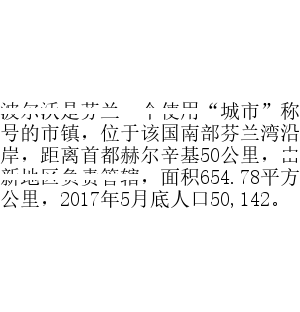 波尔沃是芬兰 个使用“城市”称
号的市镇，位于该国南部芬兰湾沿
岸，距离首都赫尔辛基50公里，
新地区负责管辖，面积654.78平方
公里，2017年5月底人口50,142。